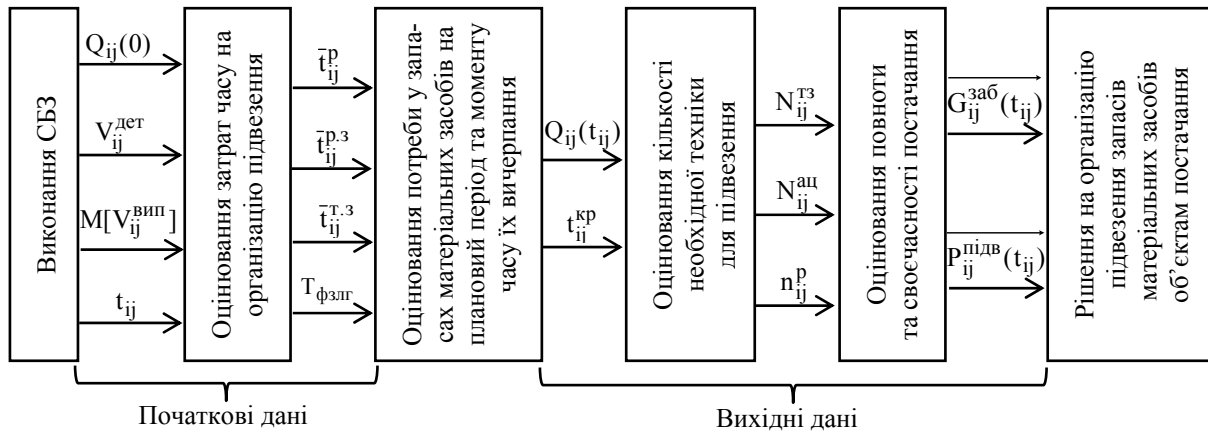 Виконання СБЗ
Q_ij(0)
V_ij^дет
M[V_ij^вип]
t_ij
Оцінювання затрат часу на
організацію підвезення
t̄_ij^р
t̄_ij^р.з
t̄_ij^т.з
T_фзлг
Оцінювання потреби у запа-
сах матеріальних засобів на
плановий період та моменту
часу їх вичерпання
Q_ij(t_ij)
t_ij^кр
Оцінювання кількості
необхідної техніки
для підвезення
N_ij^тз
N_ij^ац
n_ij^р
Оцінювання повноти
та своєчасності постачання
G_ij^заб(t_ij)
P_ij^підв(t_ij)
Рішення на організацію
підвезення запасів
матеріальних засобів
об’єктам постачання
Початкові дані
Вихідні дані